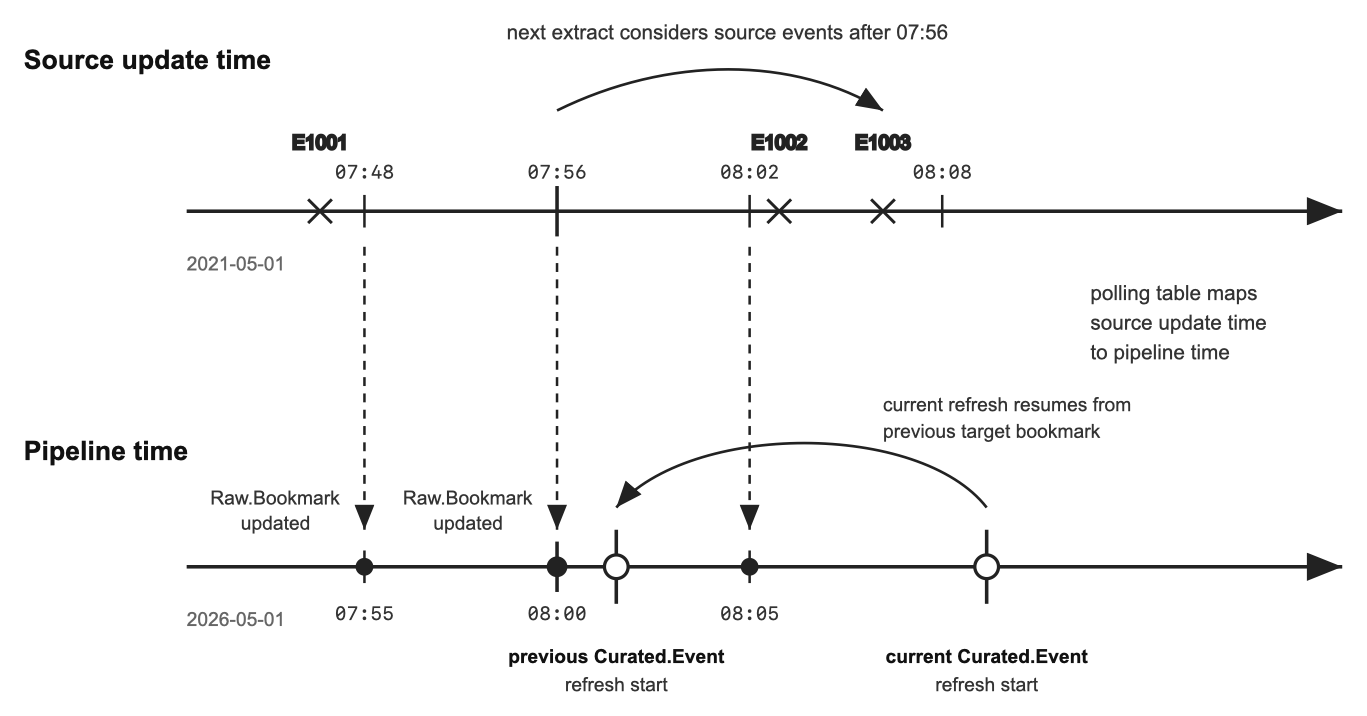 next extract considers source events after 07:56
Source update time
E1001
E1002
E1003
07:48
07:56
08:02
08:08
2021-05-01
polling table maps
source update time
to pipeline time
current refresh resumes from
previous target bookmark
Pipeline time
Raw.Bookmark
updated
Raw.Bookmark
updated
2026-05-01
07:55
08:00
08:05
previous Curated.Event
refresh start
current Curated.Event
refresh start